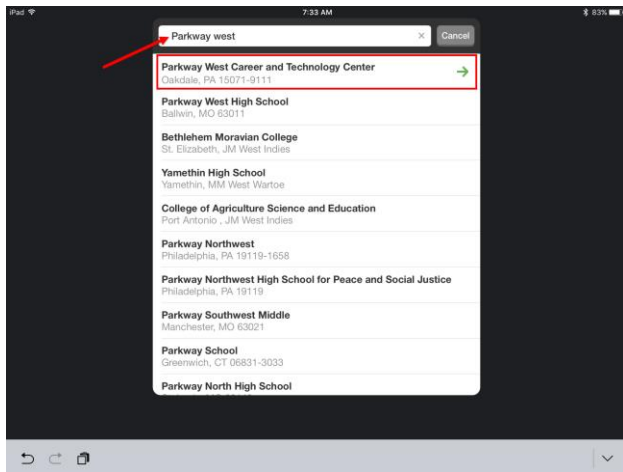 iPad
7:33 AM
83%
Parkway west
Cancel
Parkway West Career and Technology Center
Oakdale, PA 15071-9111
Parkway West High School
Ballwin, MO 63011
Bethlehem Moravian College
St. Elizabeth, JM West Indies
Yamethin High School
Yamethin, MM West Wartoe
College of Agriculture Science and Education
Port Antonio , JM West Indies
Parkway Northwest
Philadelphia, PA 19119-1658
Parkway Northwest High School for Peace and Social Justice
Philadelphia, PA 19119
Parkway Southwest Middle
Manchester, MO 63021
Parkway School
Greenwich, CT 06831-3033
Parkway North High School